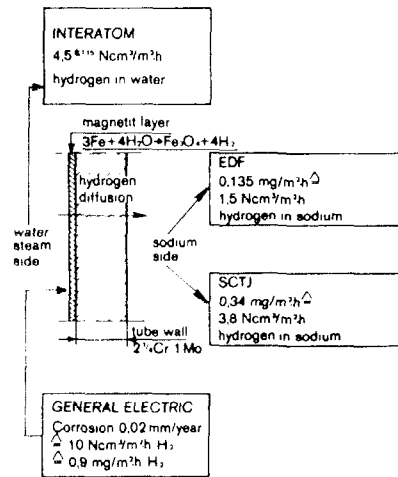 INTERATOM
Ncm³/m²h
hydrogen in water
magnetit layer
3Fe+4H₂O→Fe₃O₄+4H₂
hydrogen
diffusion
water
steam
side
sodium
side
EDF
0,135 mg/m²h ≙
1,5 Ncm³/m²h
hydrogen in sodium
SCTJ
0,34 mg/m²h ≙
3,8 Ncm³/m²h
hydrogen in sodium
tube wall
2¼Cr 1Mo
GENERAL ELECTRIC
Corrosion 0,02 mm/year
≙ 10 Ncm³/m²h H₂
≙ 0,9 mg/m²h H₂